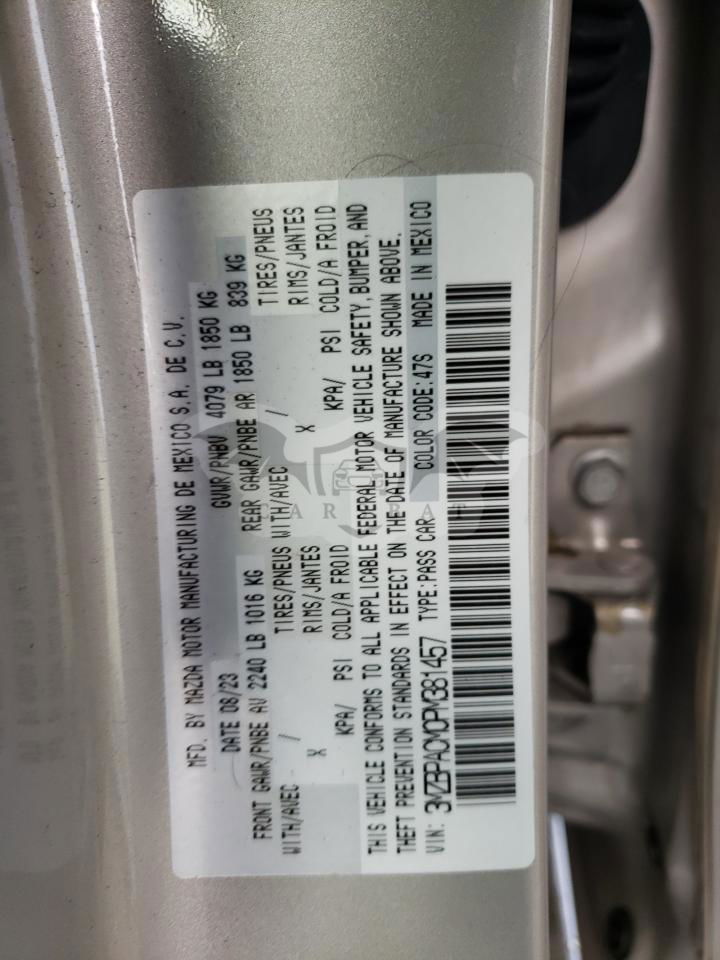 MFD. BY MAZDA MOTOR MANUFACTURING DE MEXICO S.A. DE C.V.
DATE 08/23 GVWR/PNBV 4079 LB 1850 KG
FRONT GAWR/PNBE AV 2240 LB 1016 KG REAR GAWR/PNBE AR 1850 LB 839 KG
WITH/AVEC - / TIRES/PNEUS WITH/AVEC - / TIRES/PNEUS
X RIMS/JANTES X RIMS/JANTES
KPA/ PSI COLD/A FROID KPA/ PSI COLD/A FROID
THIS VEHICLE CONFORMS TO ALL APPLICABLE FEDERAL MOTOR VEHICLE SAFETY, BUMPER, AND
THEFT PREVENTION STANDARDS IN EFFECT ON THE DATE OF MANUFACTURE SHOWN ABOVE.
VIN: 3MZBPACM0PM381457 TYPE:PASS CAR COLOR CODE:47S MADE IN MEXICO
CAR BAT